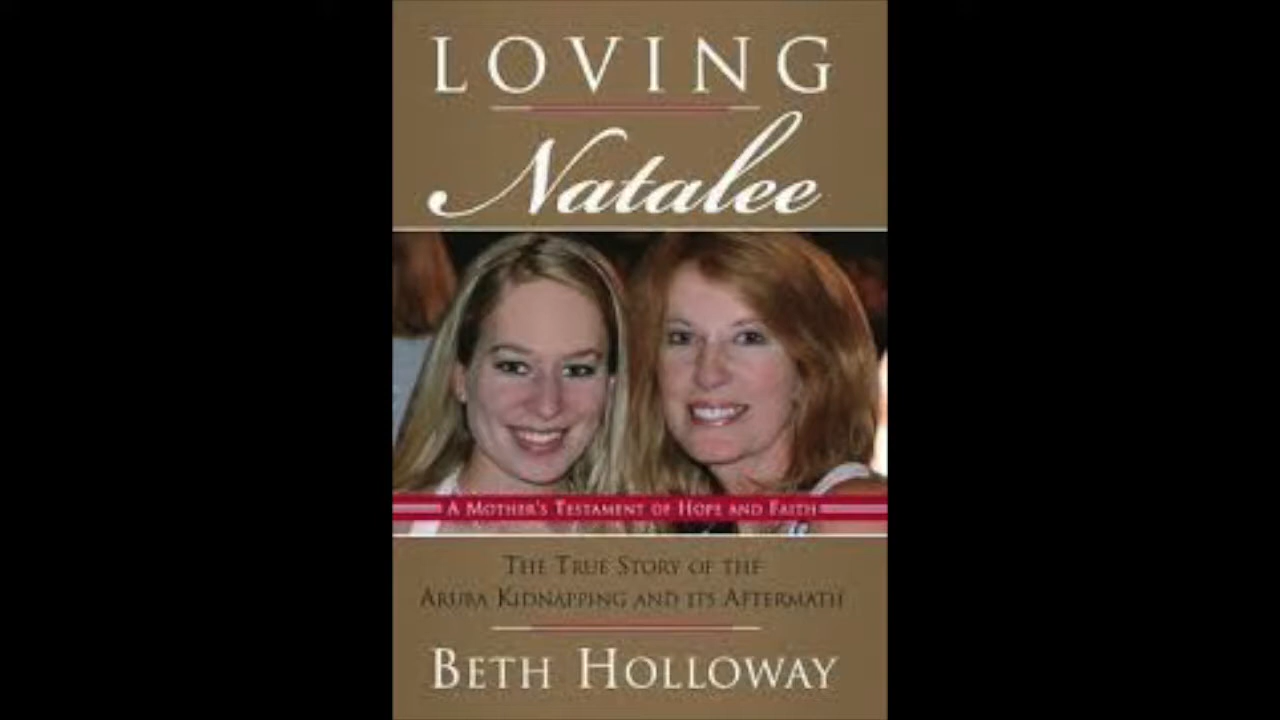 LOVING
Natalee
A MOTHER'S TESTAMENT OF HOPE AND FAITH
THE TRUE STORY OF THE
ARUBA KIDNAPPING AND ITS AFTERMATH
BETH HOLLOWAY